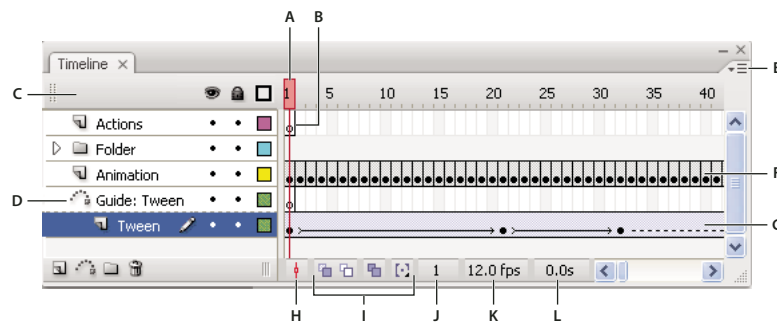 A B
Timeline
E
C
1 5 10 15 20 25 30 35 40
Actions
Folder
Animation
F
D
Guide: Tween
Tween
G
1 12.0 fps 0.0s
H I J K L